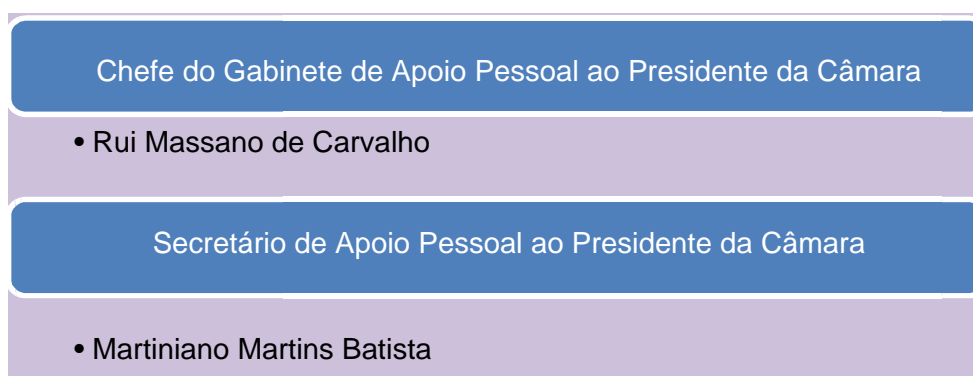 Chefe do Gabinete de Apoio Pessoal ao Presidente da Câmara
• Rui Massano de Carvalho
Secretário de Apoio Pessoal ao Presidente da Câmara
• Martiniano Martins Batista